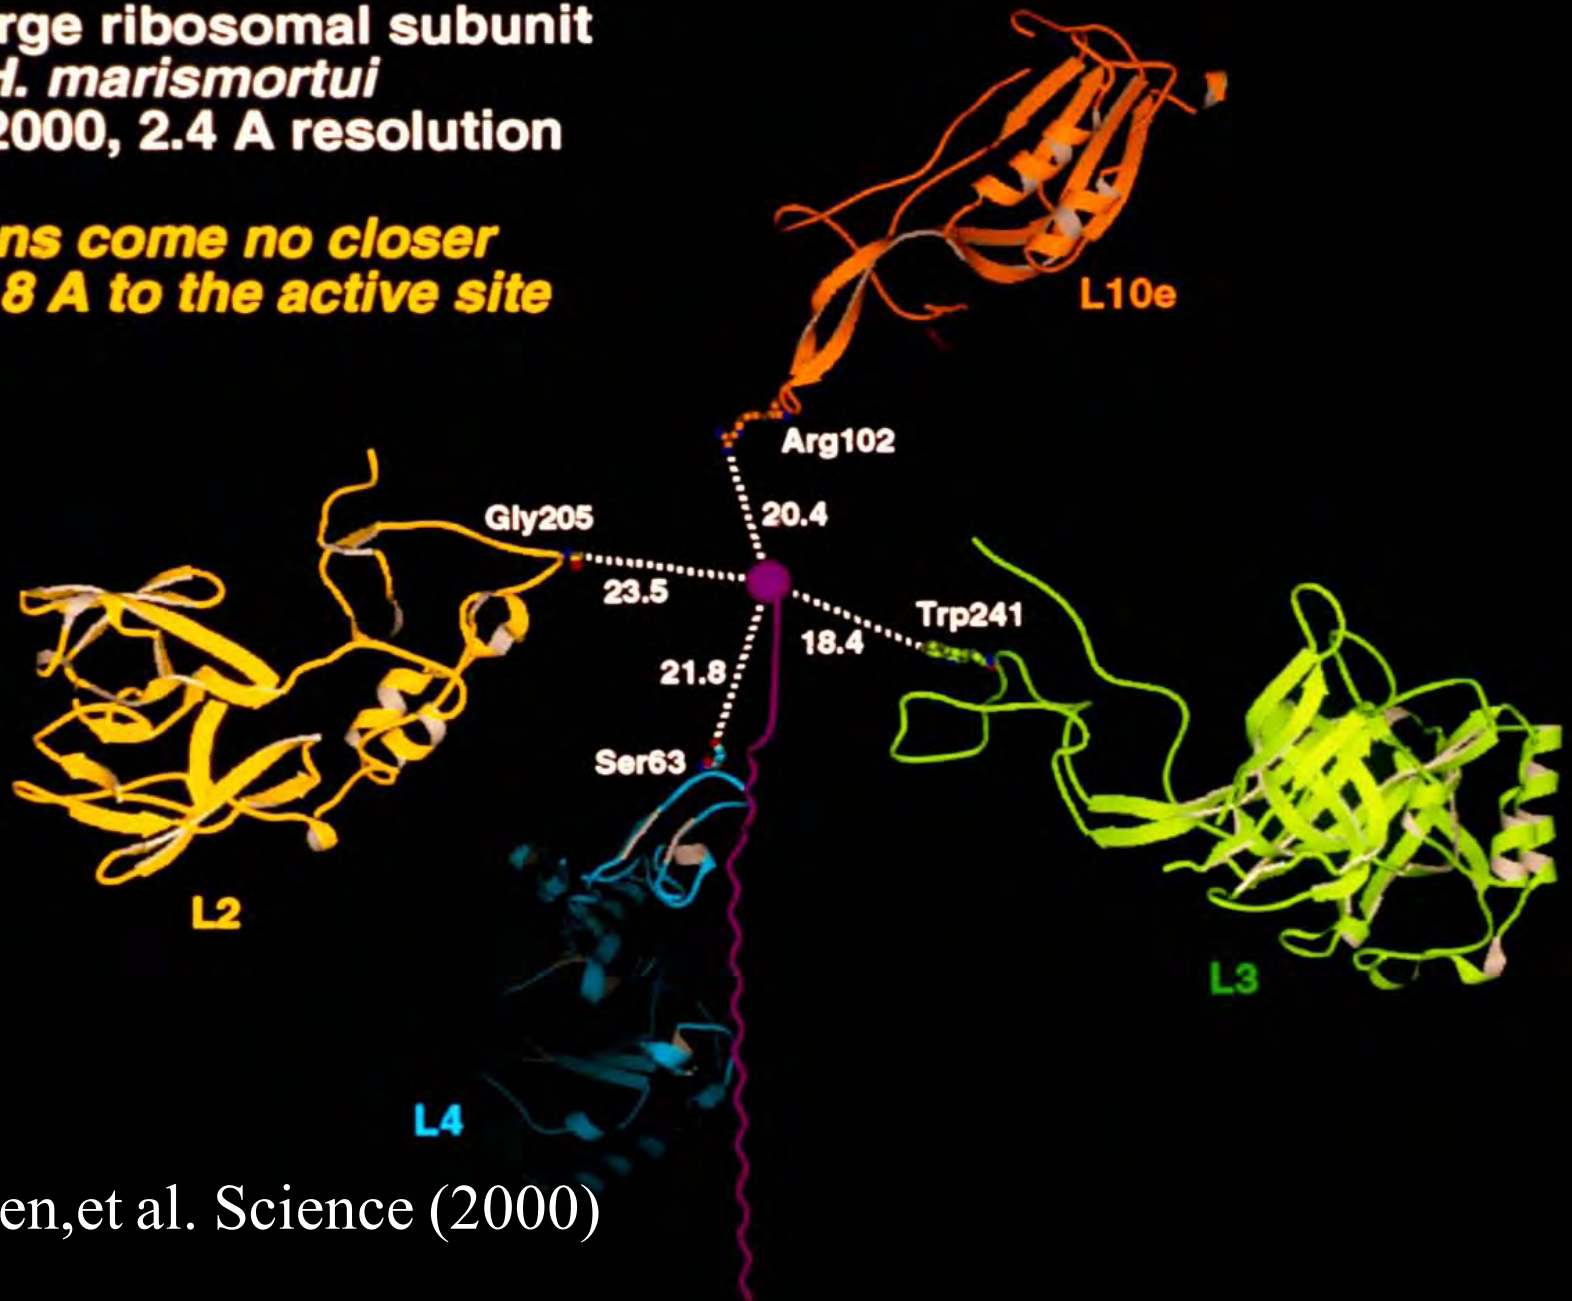 rge ribosomal subunit
H. marismortui
2000, 2.4 A resolution
ns come no closer
8 A to the active site
L10e
Arg102
Gly205
20.4
23.5
Trp241
18.4
21.8
Ser63
L2
L3
L4
en,et al. Science (2000)